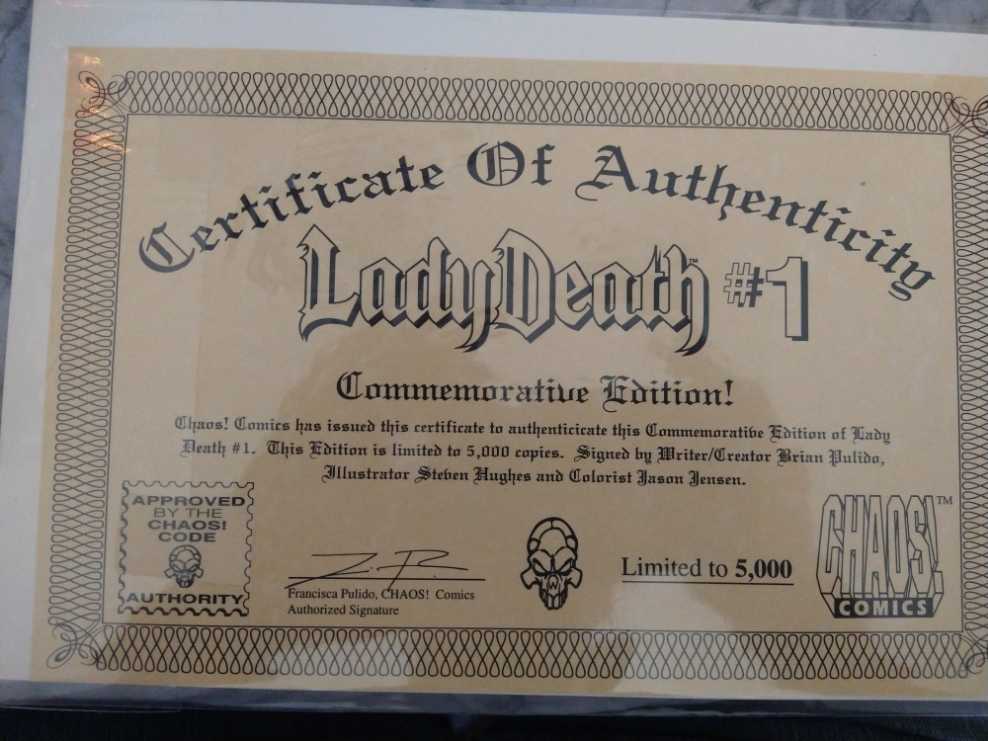 Certificate Of Authenticity
Lady Death™ #1
Commemorative Edition!
Chaos! Comics has issued this certificate to authenticicate this Commemorative Edition of Lady
Death #1. This Edition is limited to 5,000 copies. Signed by Writer/Creator Brian Pulido,
Illustrator Steven Hughes and Colorist Jason Jensen.
APPROVED
BY THE
CHAOS!
CODE
AUTHORITY
Francisca Pulido, CHAOS! Comics
Authorized Signature
Limited to 5,000
CHAOS!™
COMICS